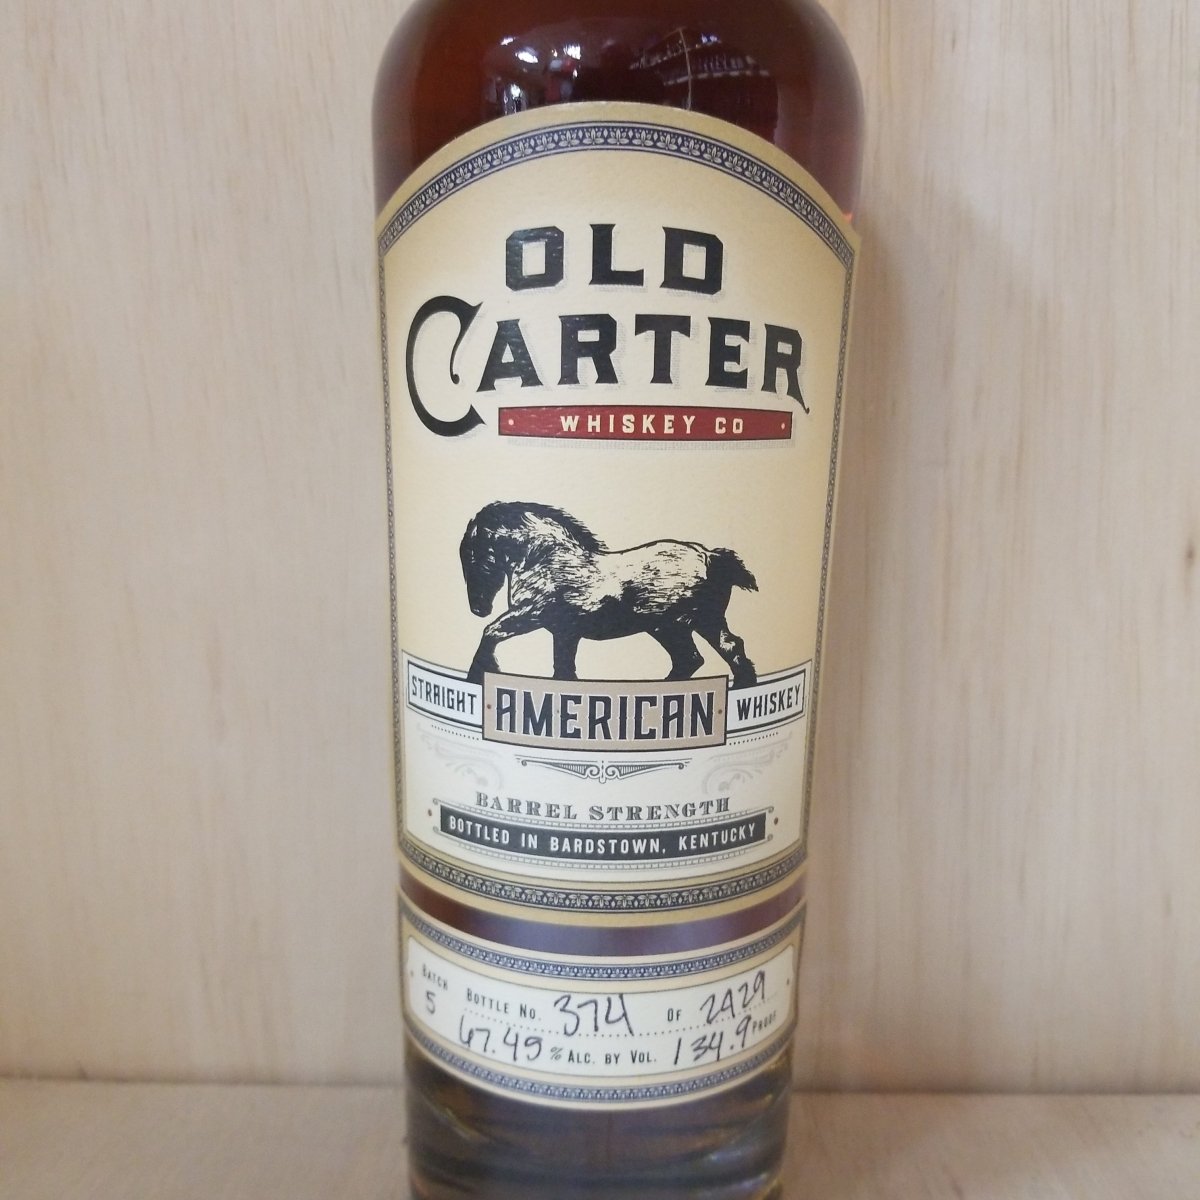 OLD
CARTER
WHISKEY CO
STRAIGHT AMERICAN WHISKEY
BARREL STRENGTH
BOTTLED IN BARDSTOWN, KENTUCKY
BATCH 5 BOTTLE No. 374 OF 2429
67.49 % ALC. BY VOL. 134.9 PROOF